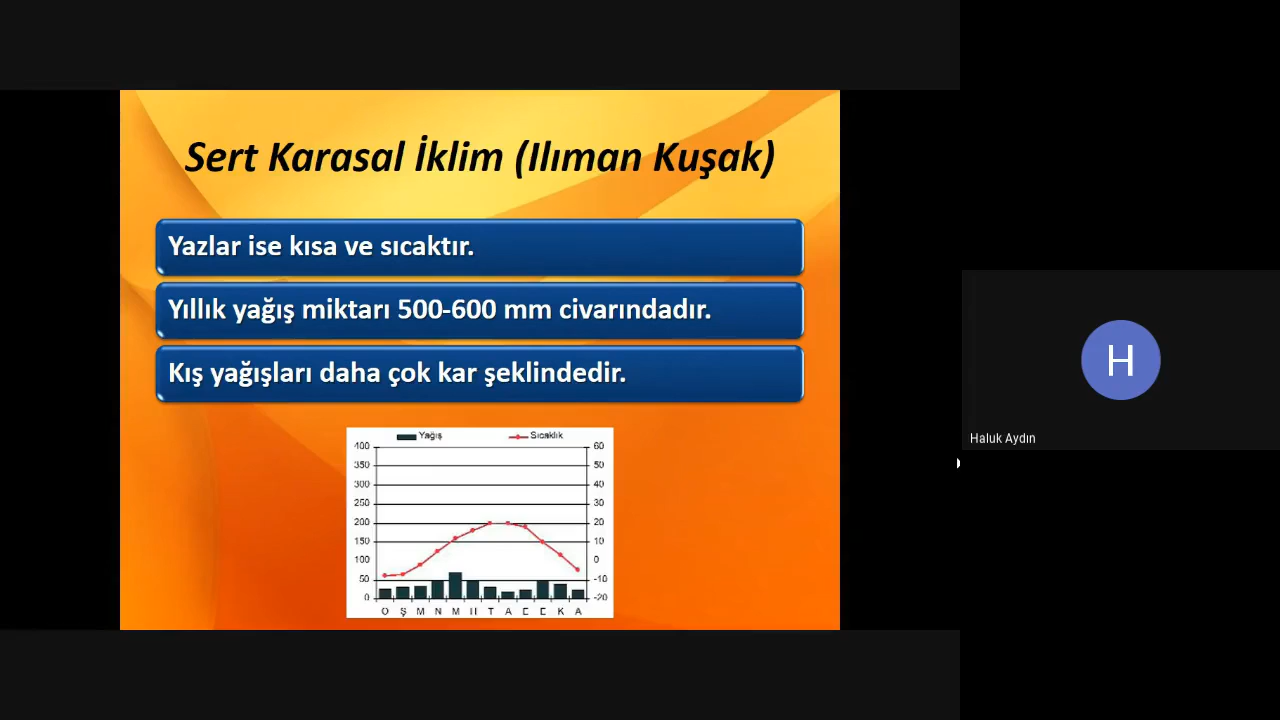 Sert Karasal İklim (Ilıman Kuşak)
Yazlar ise kısa ve sıcaktır.
Yıllık yağış miktarı 500-600 mm civarındadır.
Kış yağışları daha çok kar şeklindedir.
Yağış Sıcaklık
400 60
350 50
300 40
250 30
200 20
150 10
100 0
50 -10
0 -20
O Ş M N M H T A E E K A
H
Haluk Aydın